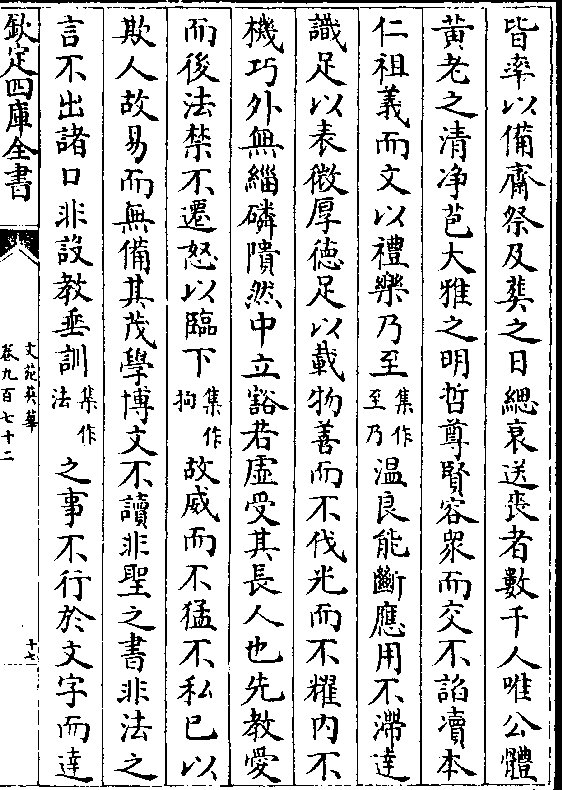 皆率以備齋祭及葬之日總衰送喪者數千人唯公體
黄老之清净苞大雅之明哲尊賢容衆而交不諂凟本
仁祖義而文以禮樂乃至集作至乃温良能斷應用不滯達
識足以表微厚德足以載物善而不伐光而不耀内不
機巧外無緇磷隤然中立豁若虚受其長人也先教愛
而後法禁不遷怒以臨下集作狥故威而不猛不私已以
欺人故易而無備其茂學博文不讀非聖之書非法之
言不出諸口非設教垂訓集作法之事不行於文字而達
欽定四庫全書
文苑英華
卷九百七十二
十七